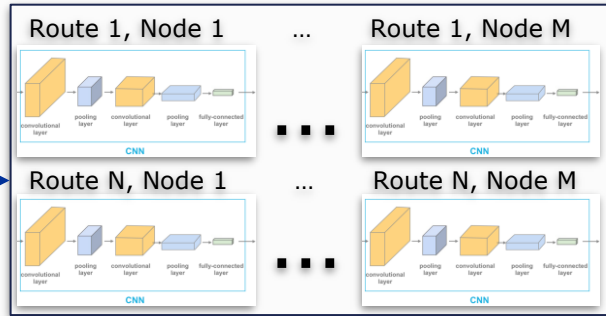 Route 1, Node 1 … Route 1, Node M
convolutional layer pooling layer convolutional layer pooling layer fully-connected layer
CNN
convolutional layer pooling layer convolutional layer pooling layer fully-connected layer
CNN
Route N, Node 1 … Route N, Node M
convolutional layer pooling layer convolutional layer pooling layer fully-connected layer
CNN
convolutional layer pooling layer convolutional layer pooling layer fully-connected layer
CNN